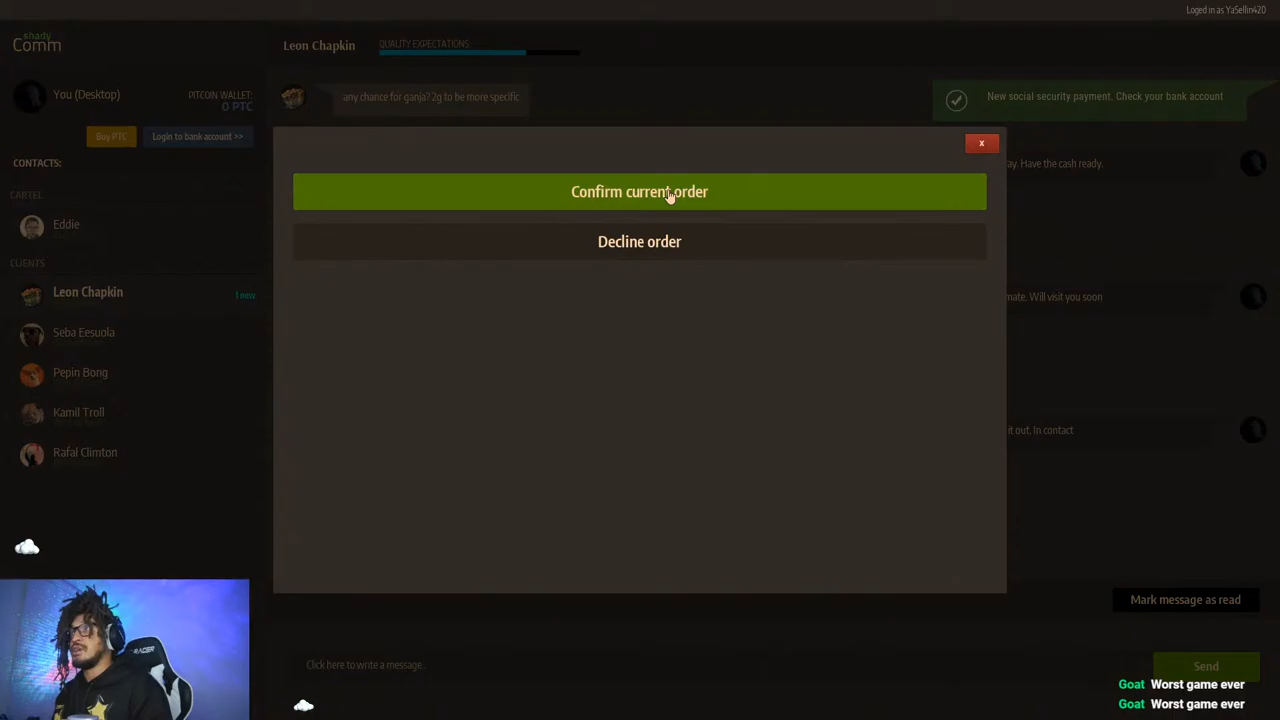 Loged in as YaSellin420
shady
Comm
Leon Chapkin
QUALITY EXPECTATIONS:
You (Desktop)
PITCOIN WALLET:
0 PTC
any chance for ganja? 2g to be more specific
New social security payment. Check your bank account
Buy PTC
Login to bank account >>
x
CONTACTS:
ay. Have the cash ready.
CARTEL
Confirm current order
Eddie
Decline order
CLIENTS
Leon Chapkin
1 new
mate. Will visit you soon
Seba Eesuola
Pepin Bong
Kamil Troll
it out. In contact
Rafal Climton
Mark message as read
Click here to write a message..
Send
RACER
Goat Worst game ever
Goat Worst game ever